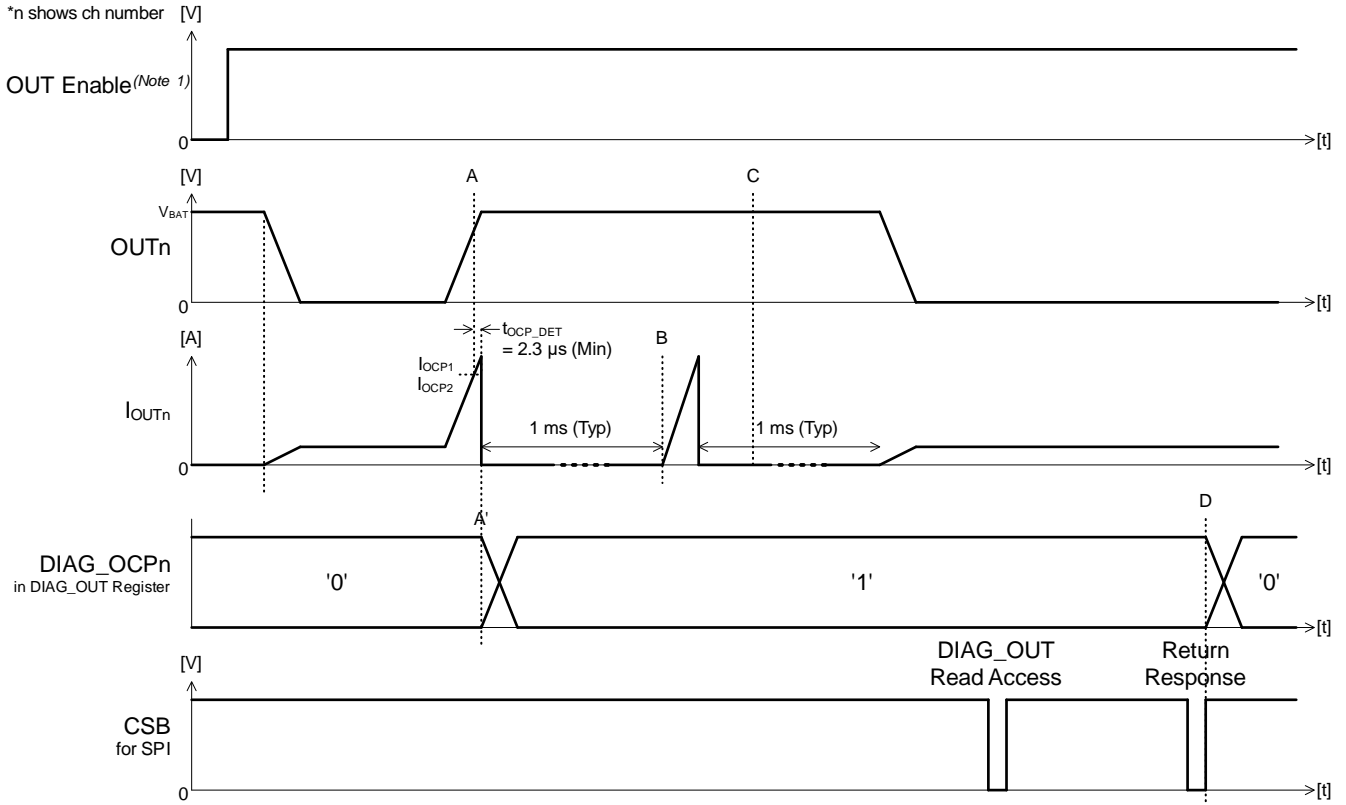 *n shows ch number
[V]
OUT Enable(Note 1)
0
[t]
[V]
A
C
VBAT
OUTn
0
[t]
[A]
tOCP_DET
= 2.3 µs (Min)
B
IOCP1
IOCP2
IOUTn
1 ms (Typ)
1 ms (Typ)
0
[t]
A'
D
DIAG_OCPn
in DIAG_OUT Register
'0'
'1'
'0'
[t]
[V]
DIAG_OUT
Read Access
Return
Response
CSB
for SPI
0
[t]